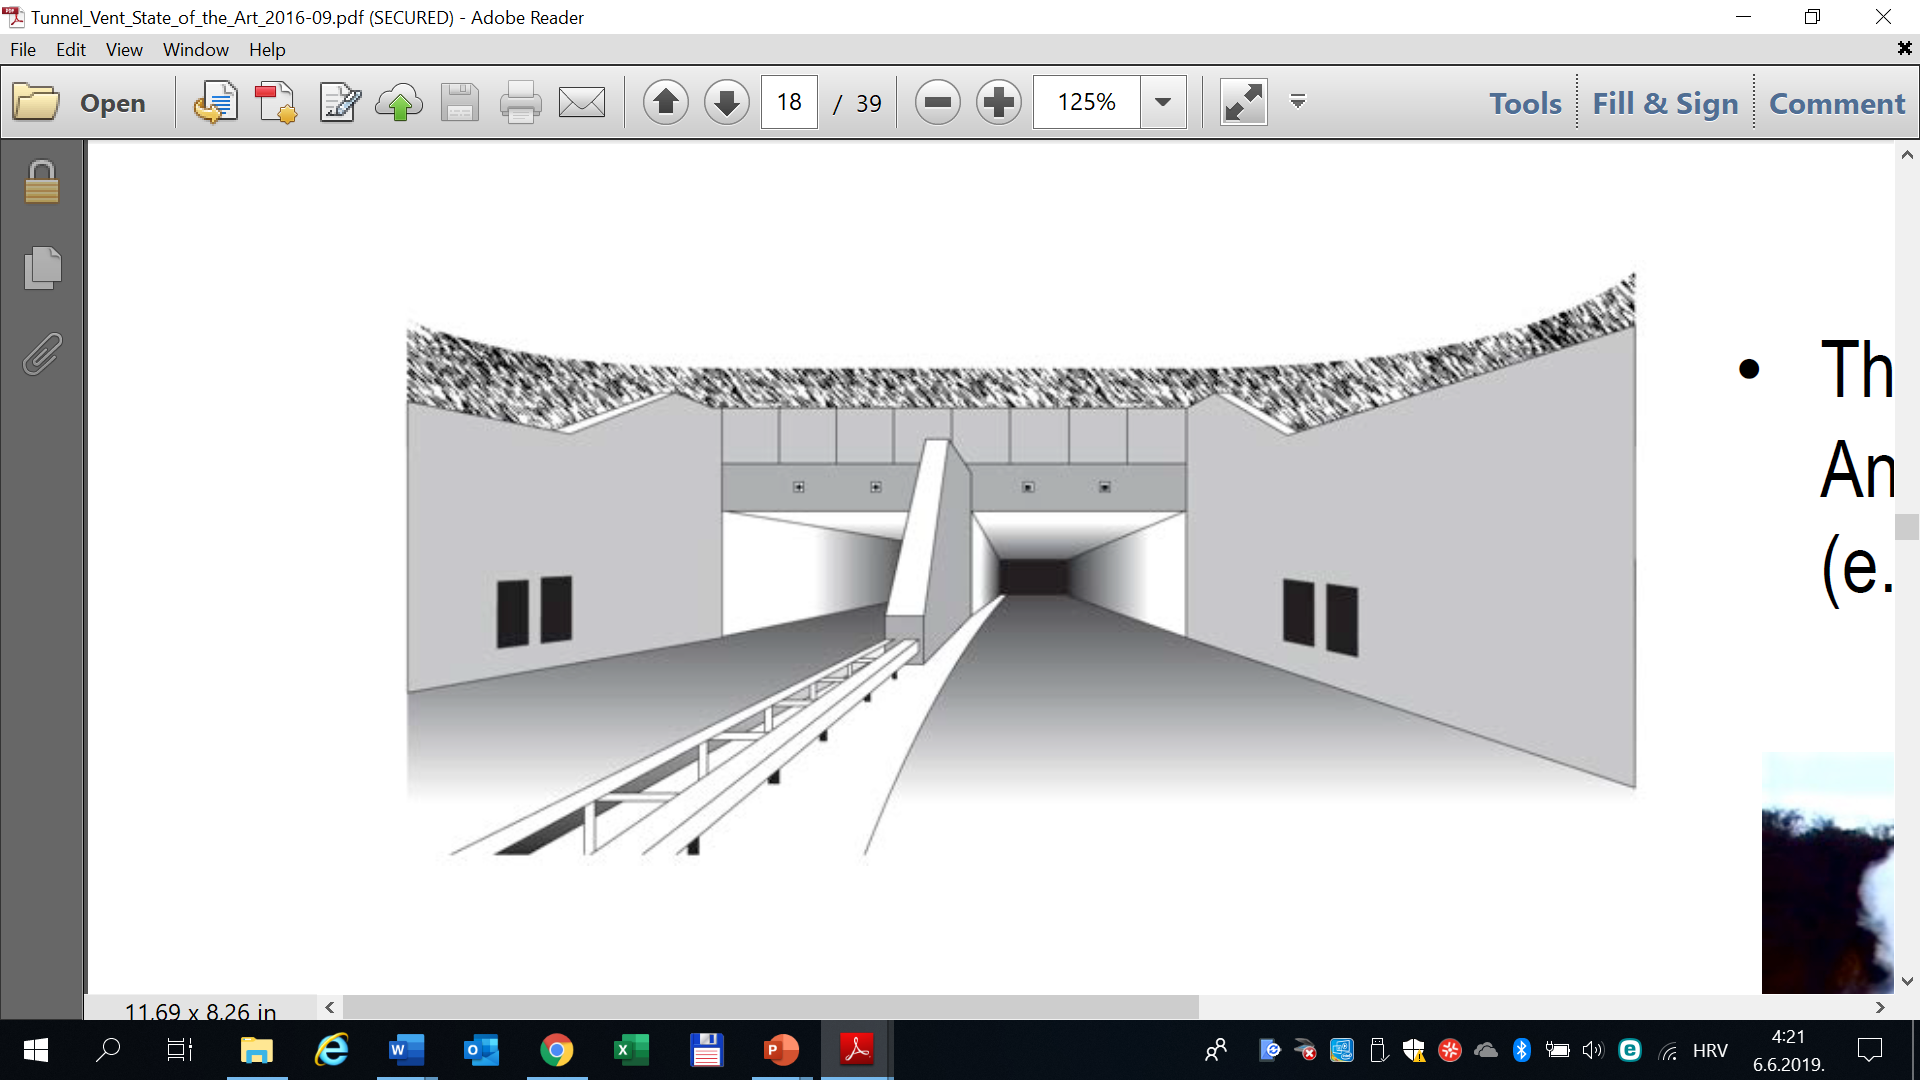 Tunnel_Vent_State_of_the_Art_2016-09.pdf (SECURED) - Adobe Reader
File Edit View Window Help
Open 18 / 39 125% Tools Fill & Sign Comment
Th
An
(e.
11,69 x 8,26 in
4:21
HRV
6.6.2019.